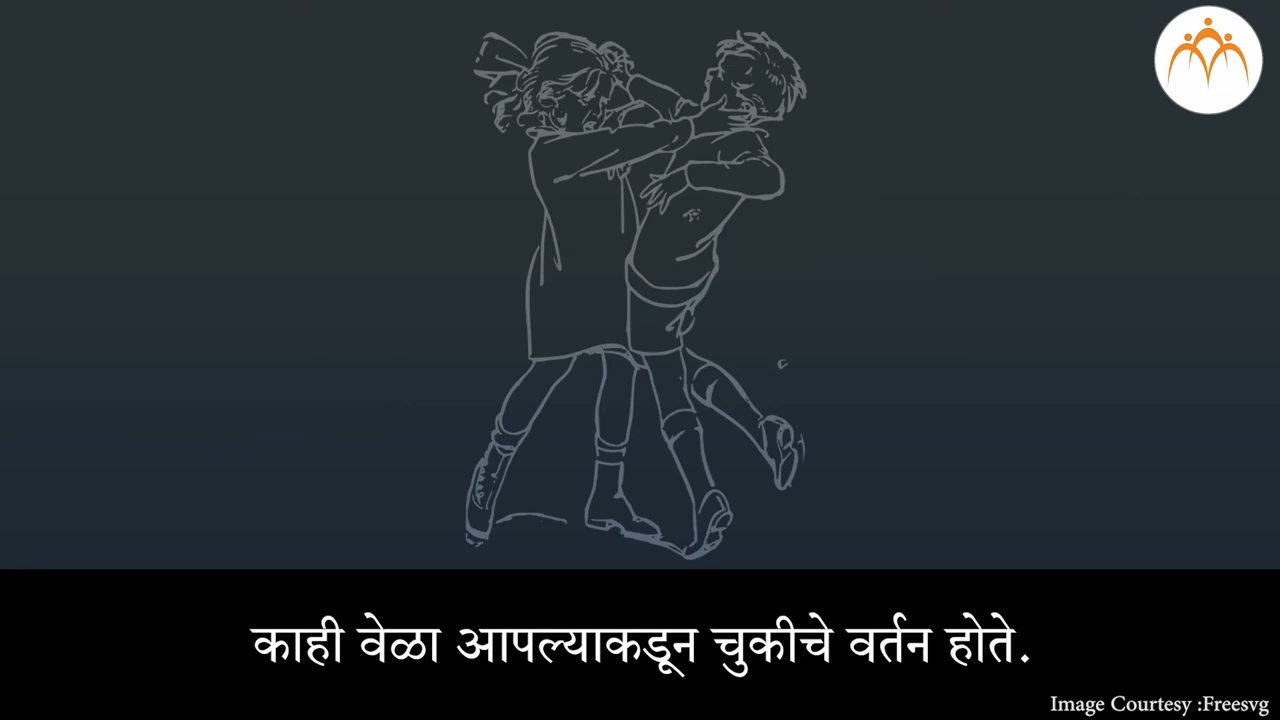 काही वेळा आपल्याकडून चुकीचे वर्तन होते.
Image Courtesy :Freesvg